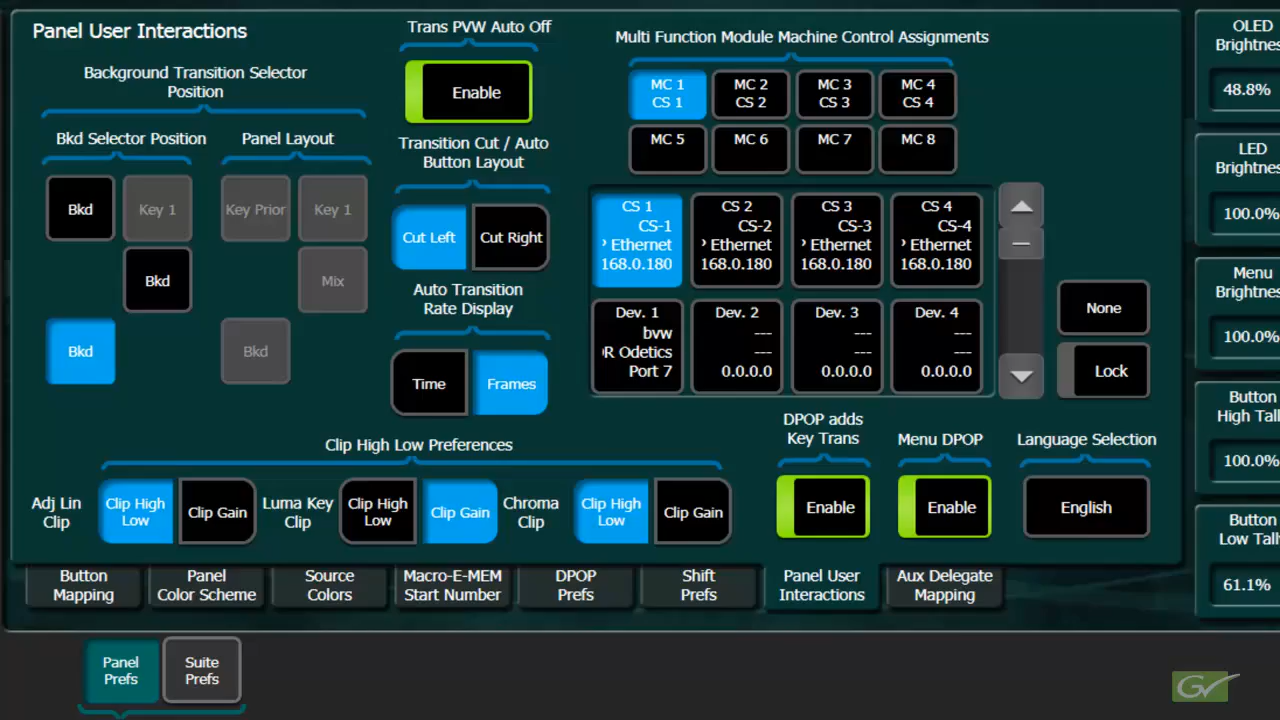 Panel User Interactions
Background Transition Selector
Position
Bkd Selector Position
Panel Layout
Bkd
Key 1
Key Prior
Key 1
Bkd
Mix
Bkd
Bkd
Trans PVW Auto Off
Enable
Transition Cut / Auto
Button Layout
Cut Left
Cut Right
Auto Transition
Rate Display
Time
Frames
Multi Function Module Machine Control Assignments
MC 1
CS 1
MC 2
CS 2
MC 3
CS 3
MC 4
CS 4
MC 5
MC 6
MC 7
MC 8
CS 1
CS-1
› Ethernet
168.0.180
CS 2
CS-2
› Ethernet
168.0.180
CS 3
CS-3
› Ethernet
168.0.180
CS 4
CS-4
› Ethernet
168.0.180
Dev. 1
bvw
R Odetics
Port 7
Dev. 2
---
---
0.0.0.0
Dev. 3
---
---
0.0.0.0
Dev. 4
---
---
0.0.0.0
None
Lock
Clip High Low Preferences
Adj Lin
Clip
Clip High
Low
Clip Gain
Luma Key
Clip
Clip High
Low
Clip Gain
Chroma
Clip
Clip High
Low
Clip Gain
DPOP adds
Key Trans
Enable
Menu DPOP
Enable
Language Selection
English
OLED
Brightnes
48.8%
LED
Brightnes
100.0%
Menu
Brightnes
100.0%
Button
High Tall
100.0%
Button
Low Tall
61.1%
Button
Mapping
Panel
Color Scheme
Source
Colors
Macro-E-MEM
Start Number
DPOP
Prefs
Shift
Prefs
Panel User
Interactions
Aux Delegate
Mapping
Panel
Prefs
Suite
Prefs
GV